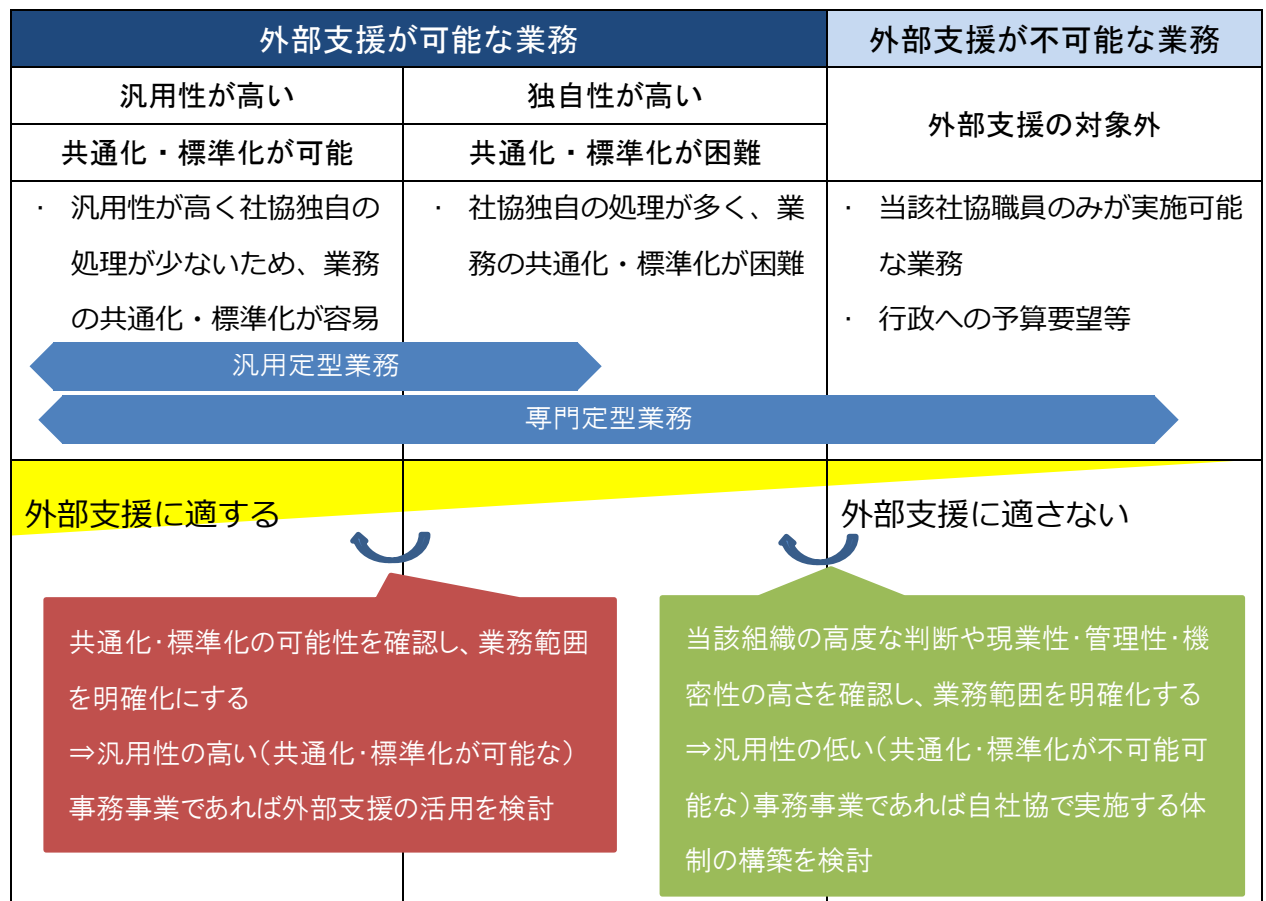 外部支援が可能な業務
外部支援が不可能な業務
汎用性が高い
独自性が高い
外部支援の対象外
共通化・標準化が可能
共通化・標準化が困難
· 汎用性が高く社協独自の
処理が少ないため、業務
の共通化・標準化が容易
· 社協独自の処理が多く、業
務の共通化・標準化が困難
· 当該社協職員のみが実施可能
な業務
· 行政への予算要望等
汎用定型業務
専門定型業務
外部支援に適する
外部支援に適さない
共通化・標準化の可能性を確認し、業務範囲
を明確化にする
⇒汎用性の高い（共通化・標準化が可能な）
事務事業であれば外部支援の活用を検討
当該組織の高度な判断や現業性・管理性・機
密性の高さを確認し、業務範囲を明確化する
⇒汎用性の低い（共通化・標準化が不可能可
能な）事務事業であれば自社協で実施する体
制の構築を検討